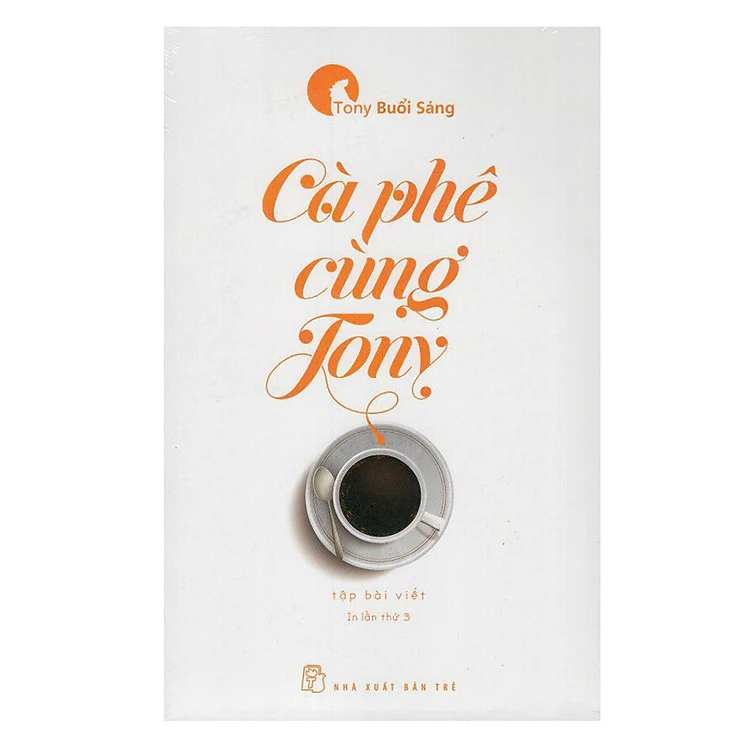 Tony Buổi Sáng
Cà phê
cùng
Tony
tập bài viết
In lần thứ 3
NHÀ XUẤT BẢN TRẺ